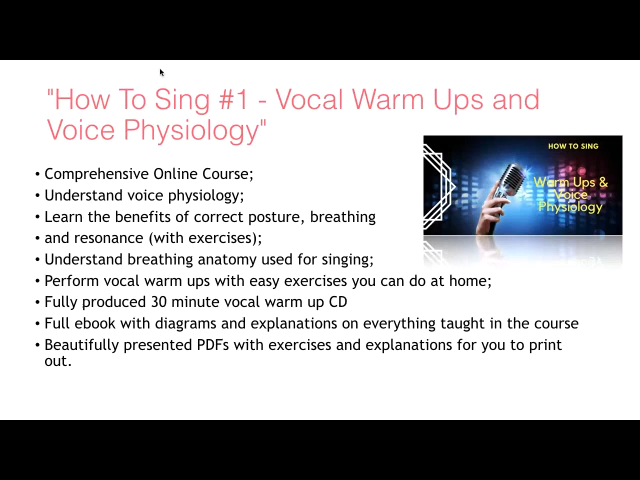 "How To Sing #1 - Vocal Warm Ups and
Voice Physiology"
HOW TO SING
Warm Ups &
Voice
Physiology
• Comprehensive Online Course;
• Understand voice physiology;
• Learn the benefits of correct posture, breathing
• and resonance (with exercises);
• Understand breathing anatomy used for singing;
• Perform vocal warm ups with easy exercises you can do at home;
• Fully produced 30 minute vocal warm up CD
• Full ebook with diagrams and explanations on everything taught in the course
• Beautifully presented PDFs with exercises and explanations for you to print
out.